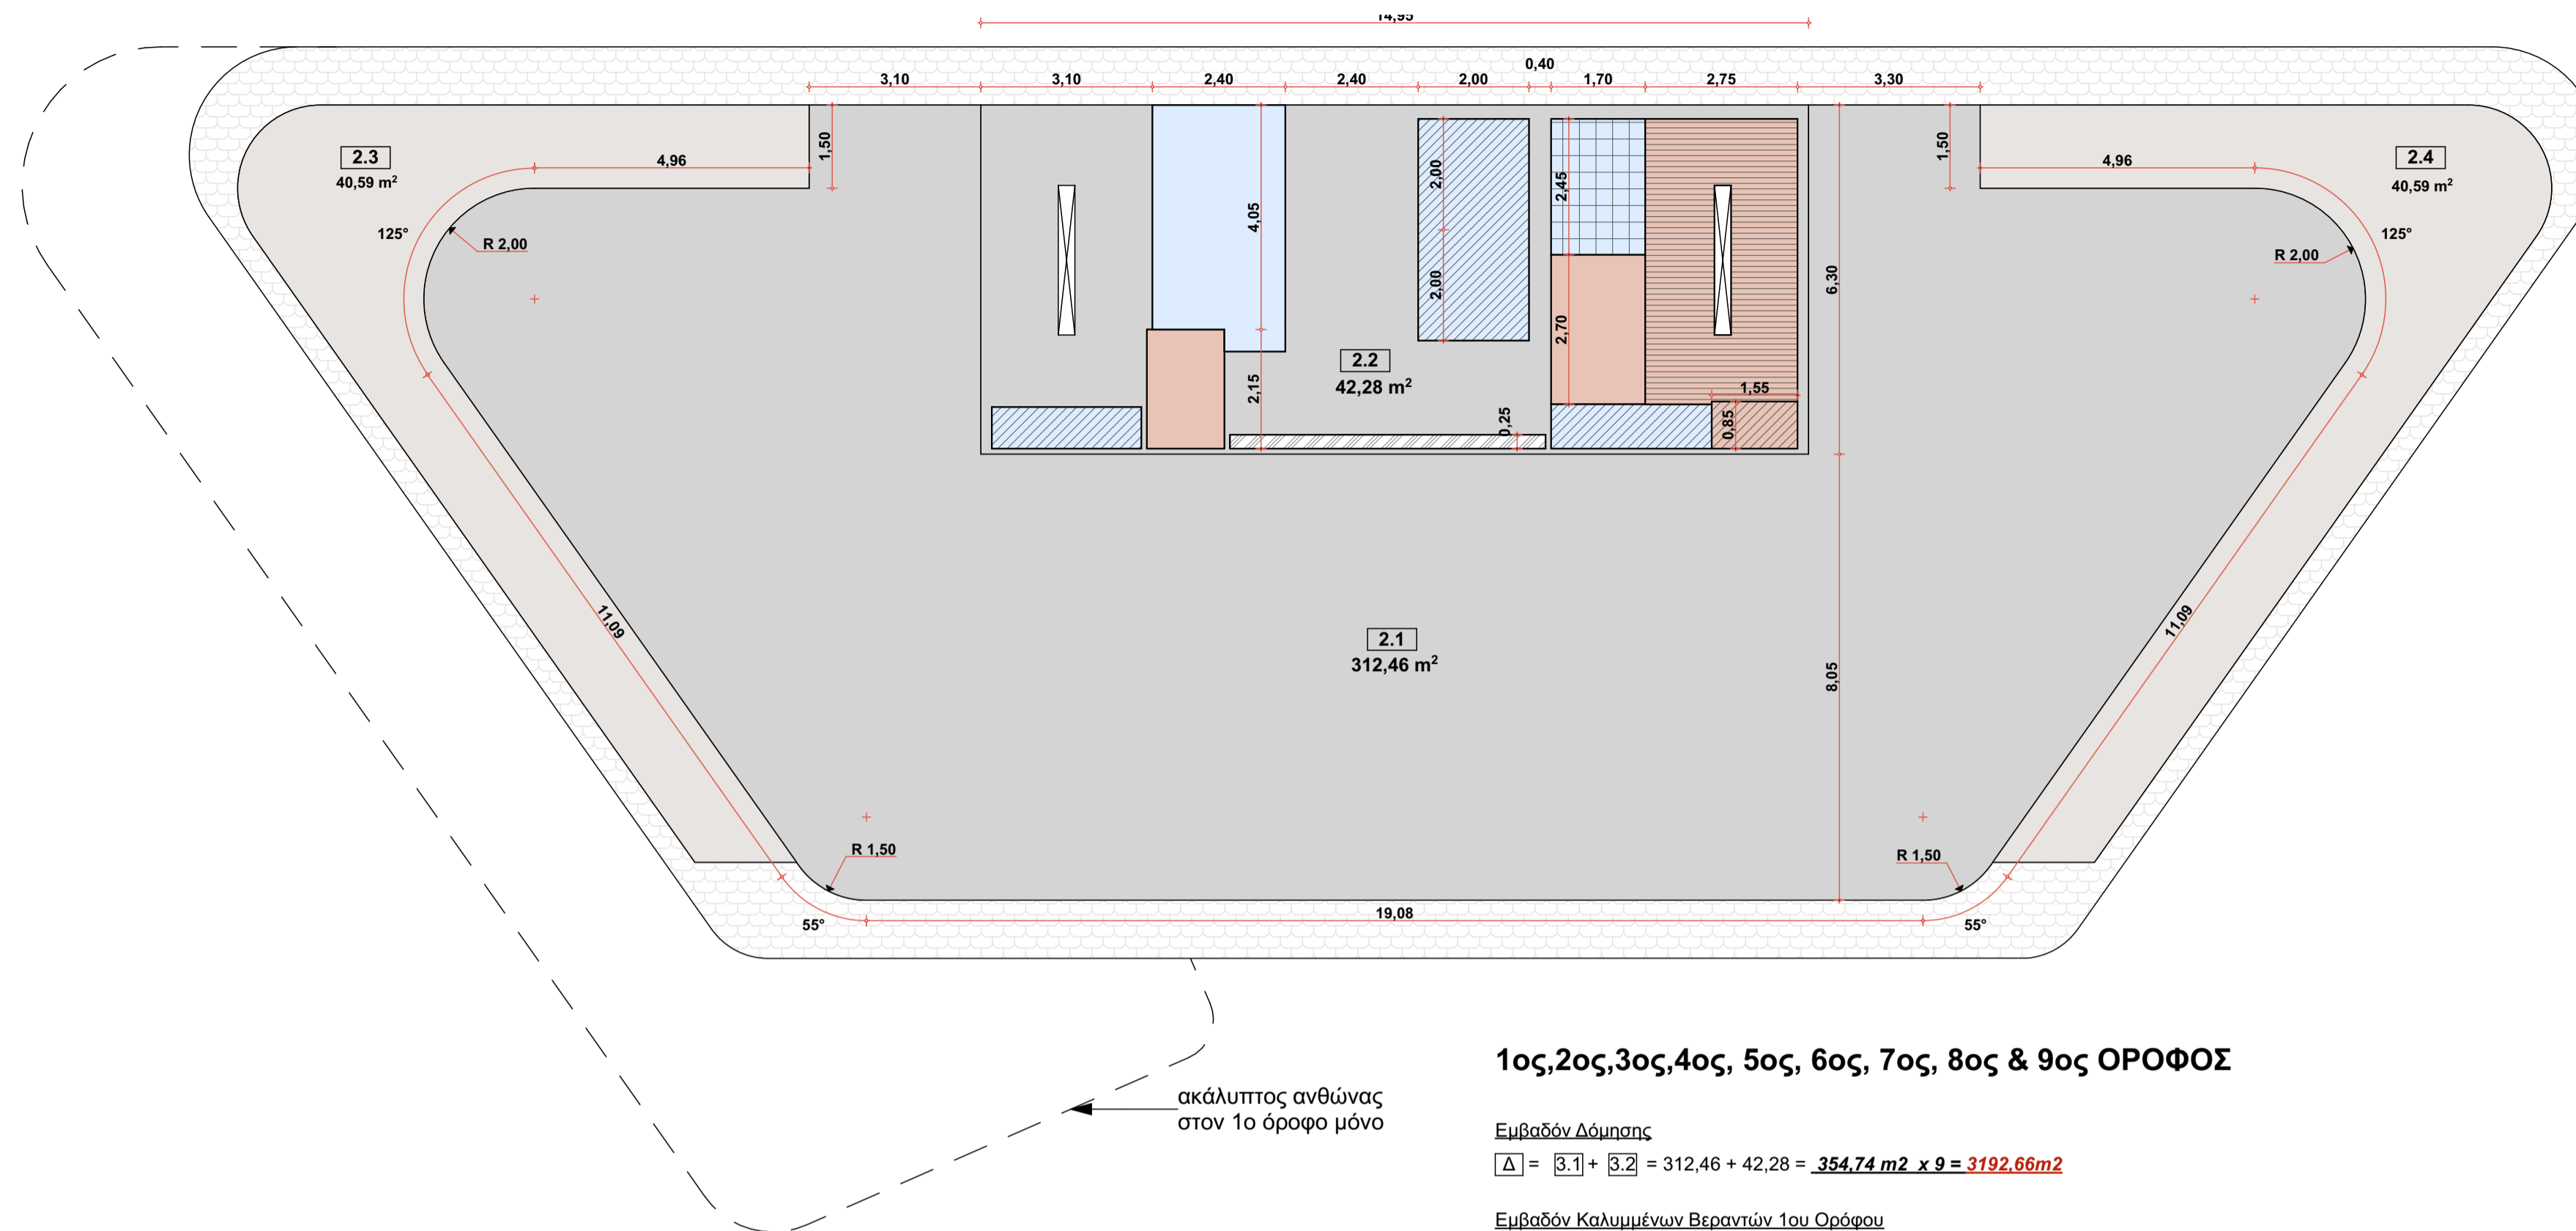 14,95
0,40
3,10 3,10 2,40 2,40 2,00 1,70 2,75 3,30
2.3
40,59 m²
4,96
1,50
125°
R 2,00
4,05
2,15
2,00
2,00
2,45
2,70
0,25
1,55
0,85
2.2
42,28 m²
6,30
1,50
4,96
2.4
40,59 m²
125°
R 2,00
11,09
2.1
312,46 m²
8,05
11,09
R 1,50
R 1,50
55°
19,08
55°
1ος,2ος,3ος,4ος, 5ος, 6ος, 7ος, 8ος & 9ος ΟΡΟΦΟΣ
ακάλυπτος ανθώνας
στον 1ο όροφο μόνο
Εμβαδόν Δόμησης
Δ = 3.1 + 3.2 = 312,46 + 42,28 = 354,74 m2 x 9 = 3192,66m2
Εμβαδόν Καλυμμένων Βεραντών 1ου Ορόφου